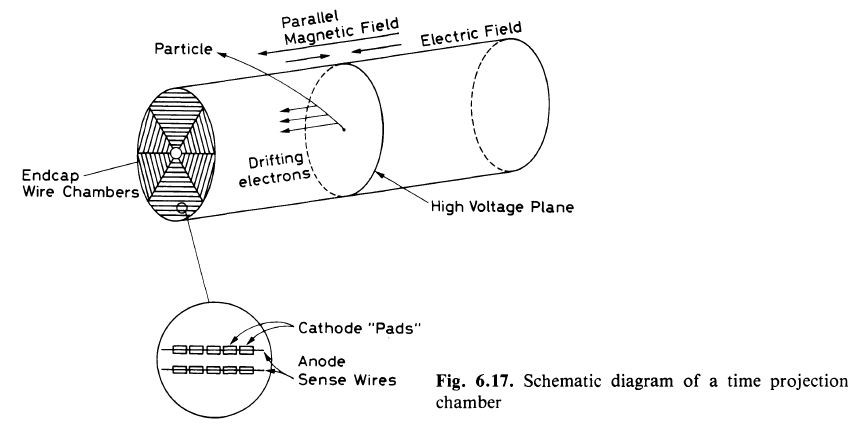 Parallel
Magnetic Field
Electric Field
Particle
Drifting
electrons
Endcap
Wire Chambers
High Voltage Plane
Cathode "Pads"
Anode
Sense Wires
Fig. 6.17. Schematic diagram of a time projection
chamber